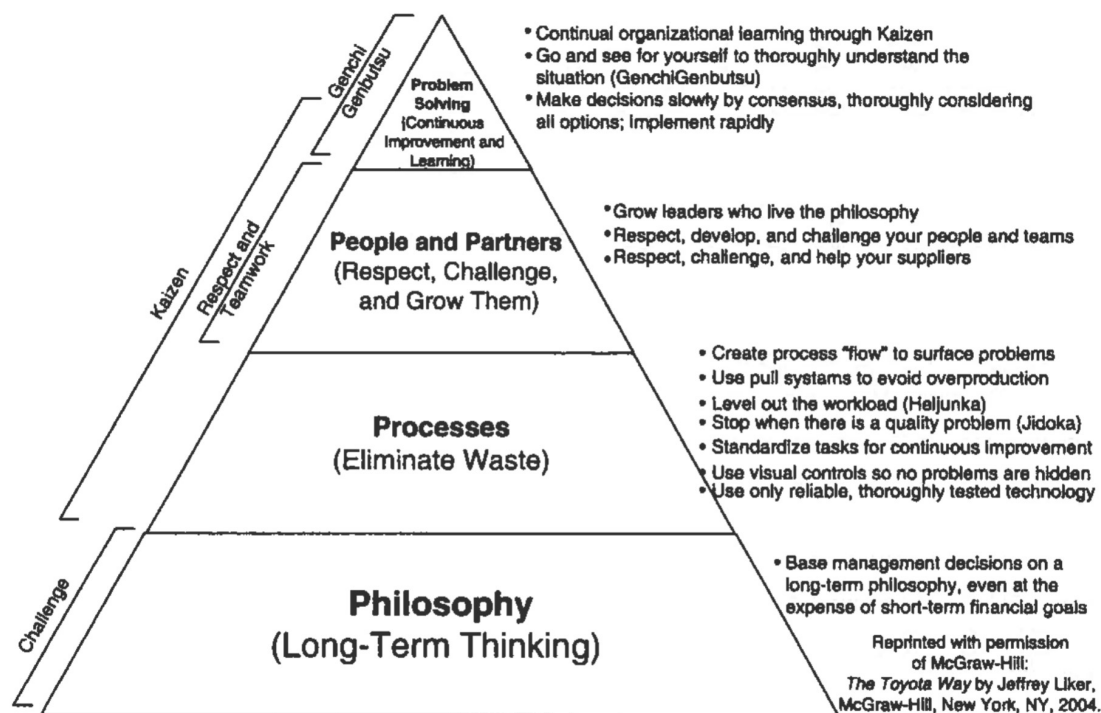 Genchi
Genbutsu
Kaizen
Respect and
Teamwork
Challenge
Problem
Solving
(Continuous
Improvement and
Learning)
• Continual organizational learning through Kaizen
• Go and see for yourself to thoroughly understand the
situation (GenchiGenbutsu)
• Make decisions slowly by consensus, thoroughly considering
all options; implement rapidly
People and Partners
(Respect, Challenge,
and Grow Them)
• Grow leaders who live the philosophy
• Respect, develop, and challenge your people and teams
• Respect, challenge, and help your suppliers
Processes
(Eliminate Waste)
• Create process "flow" to surface problems
• Use pull systams to evoid overproduction
• Level out the workload (Heijunka)
• Stop when there is a quality problem (Jidoka)
• Standardize tasks for continuous improvement
• Use visual controls so no problems are hidden
• Use only reliable, thoroughly tested technology
Philosophy
(Long-Term Thinking)
• Base management decisions on a
long-term philosophy, even at the
expense of short-term financial goals
Reprinted with permission
of McGraw-Hill:
The Toyota Way by Jeffrey Liker,
McGraw-Hill, New York, NY, 2004.